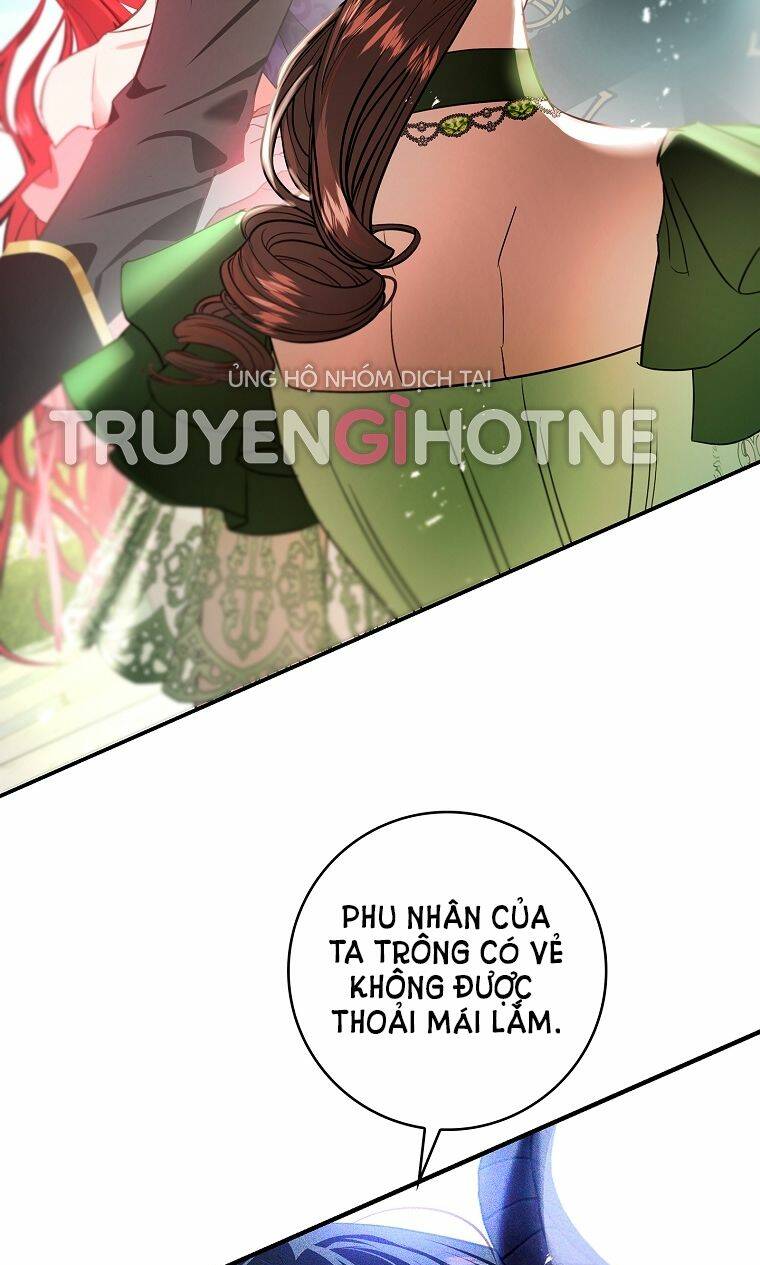 ỦNG HỘ NHÓM DỊCH TẠI
TRUYENGIHOTNE
PHU NHÂN CỦA
TA TRÔNG CÓ VẺ
KHÔNG ĐƯỢC
THOẢI MÁI LẮM.